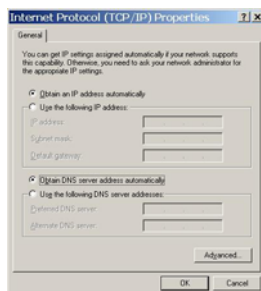 Internet Protocol (TCP/IP) Properties
General
You can get IP settings assigned automatically if your network supports
this capability. Otherwise, you need to ask your network administrator for
the appropriate IP settings.
Obtain an IP address automatically
Use the following IP address:
IP address:
Subnet mask:
Default gateway:
Obtain DNS server address automatically
Use the following DNS server addresses:
Preferred DNS server:
Alternate DNS server:
Advanced...
OK Cancel